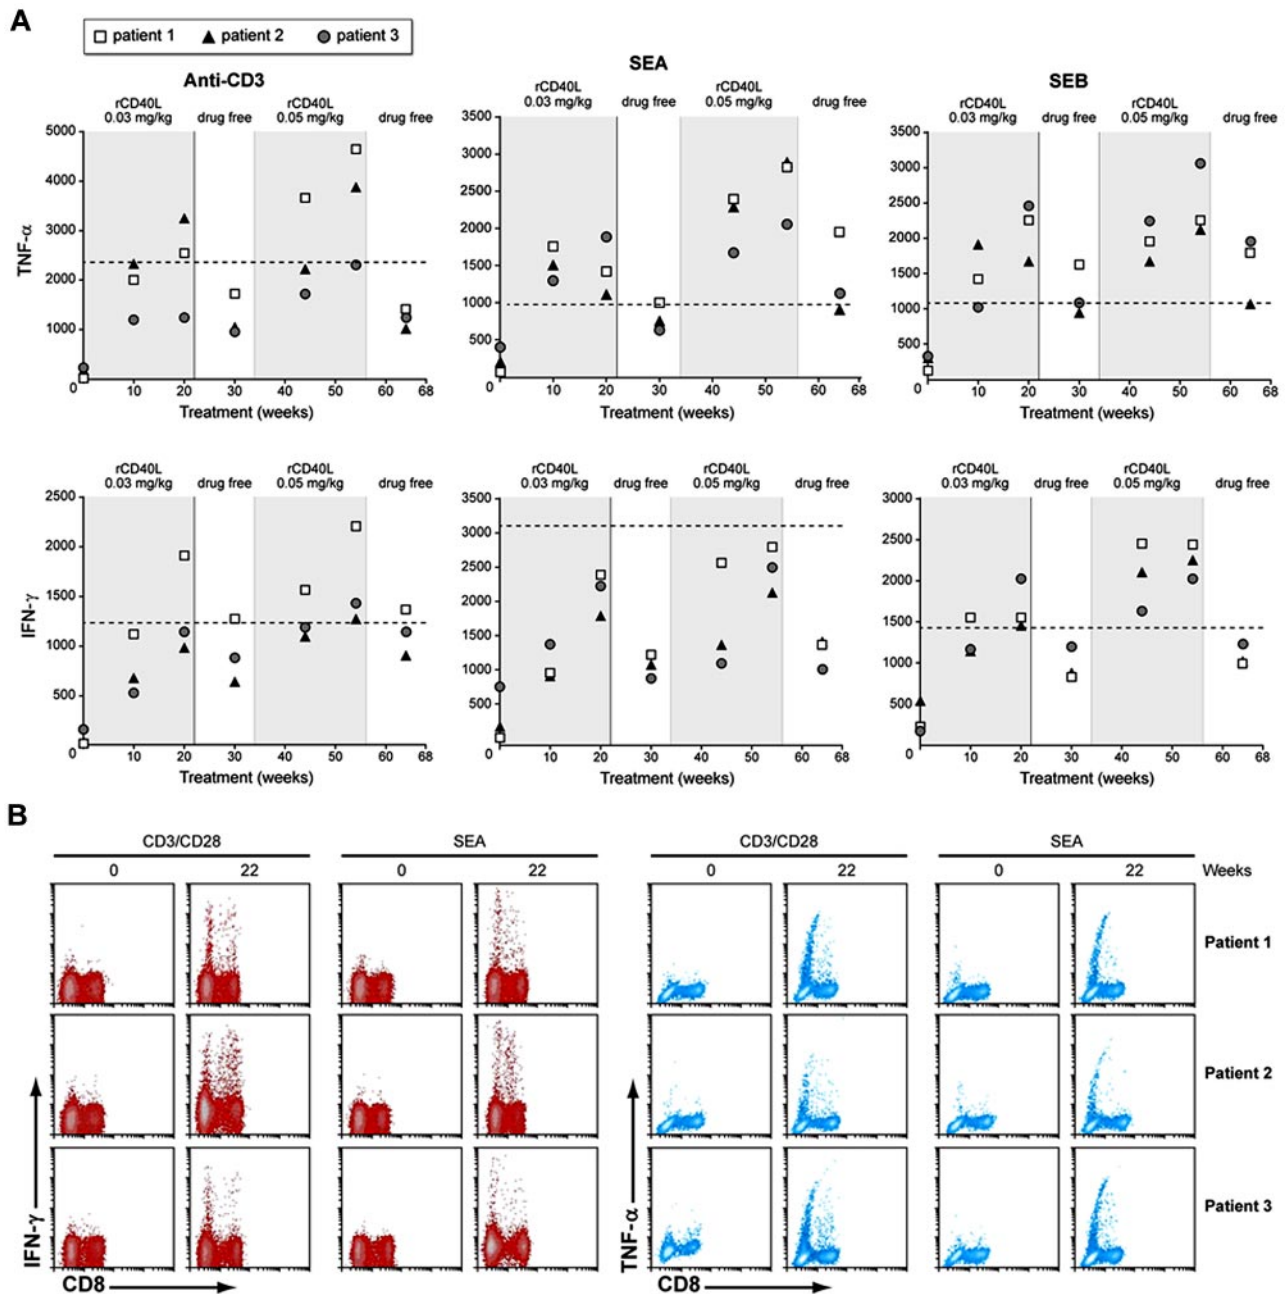 A
patient 1 patient 2 patient 3
Anti-CD3
rCD40L
0.03 mg/kg drug free rCD40L
0.05 mg/kg drug free
TNF-α
5000
4000
3000
2000
1000
0 10 20 30 40 50 60 68
Treatment (weeks)
SEA
rCD40L
0.03 mg/kg drug free rCD40L
0.05 mg/kg drug free
3500
3000
2500
2000
1500
1000
500
0 10 20 30 40 50 60 68
Treatment (weeks)
SEB
rCD40L
0.03 mg/kg drug free rCD40L
0.05 mg/kg drug free
3500
3000
2500
2000
1500
1000
500
0 10 20 30 40 50 60 68
Treatment (weeks)
rCD40L
0.03 mg/kg drug free rCD40L
0.05 mg/kg drug free
IFN-γ
2500
2000
1500
1000
500
0 10 20 30 40 50 60 68
Treatment (weeks)
rCD40L
0.03 mg/kg drug free rCD40L
0.05 mg/kg drug free
3500
3000
2500
2000
1500
1000
500
0 10 20 30 40 50 60 68
Treatment (weeks)
rCD40L
0.03 mg/kg drug free rCD40L
0.05 mg/kg drug free
3000
2500
2000
1500
1000
500
0 10 20 30 40 50 60 68
Treatment (weeks)
B
CD3/CD28 SEA CD3/CD28 SEA
0 22 0 22 0 22 0 22 Weeks
Patient 1
Patient 2
Patient 3
IFN-γ
CD8
TNF-α
CD8